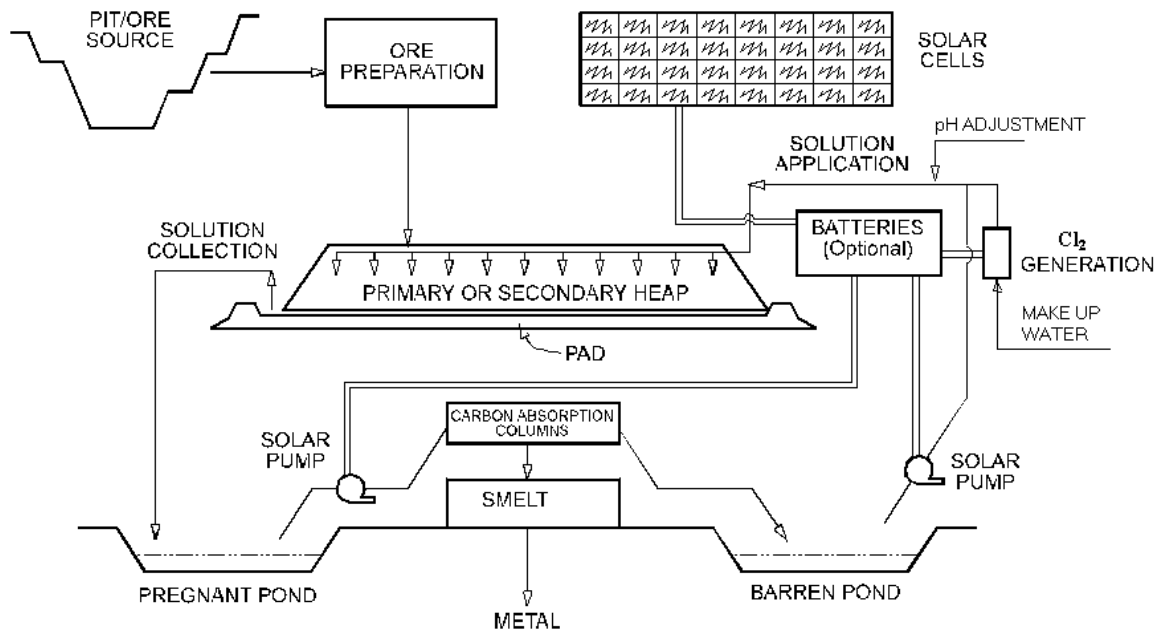 PIT/ORE
SOURCE
ORE
PREPARATION
SOLAR
CELLS
pH ADJUSTMENT
SOLUTION
APPLICATION
SOLUTION
COLLECTION
BATTERIES
(Optional)
Cl₂
GENERATION
PRIMARY OR SECONDARY HEAP
MAKE UP
WATER
PAD
CARBON ABSORPTION
COLUMNS
SOLAR
PUMP
SOLAR
PUMP
SMELT
PREGNANT POND
BARREN POND
METAL